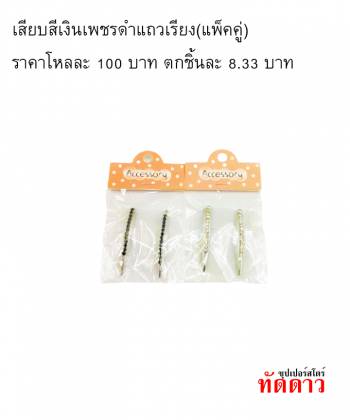 เสียบสีเงินเพชรดำแถวเรียง(แพ็คคู่)
ราคาโหลละ 100 บาท ตกชิ้นละ 8.33 บาท
Accessory Accessory
ซุปเปอร์สโตร์
ทัดดาว